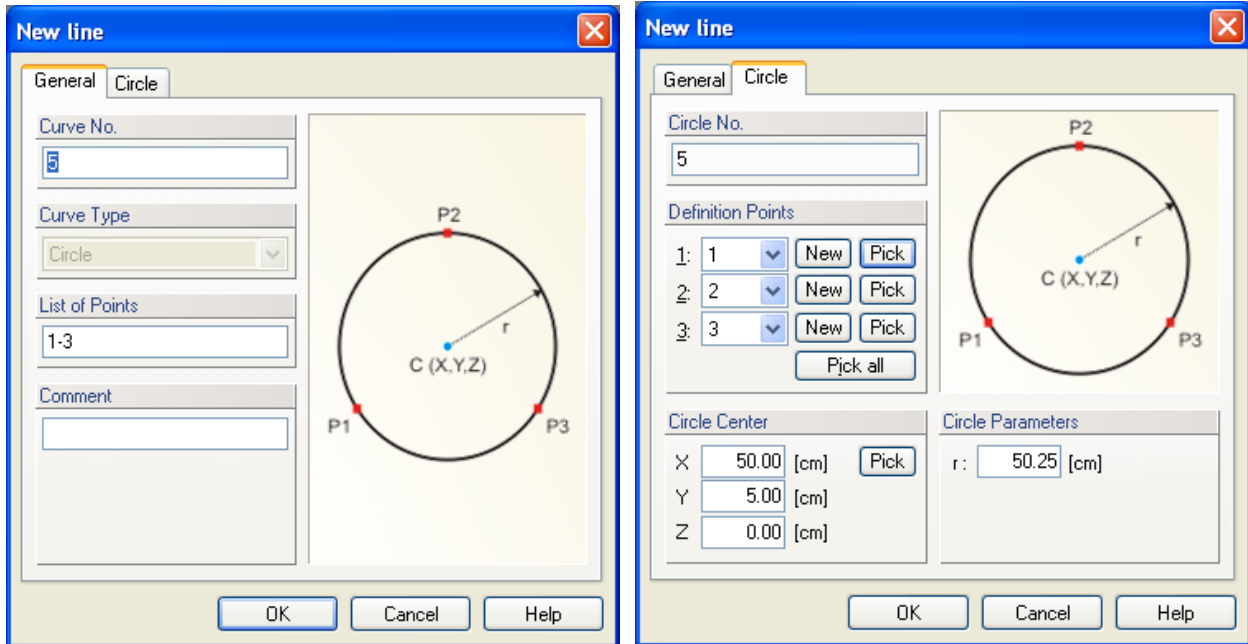 New line
General Circle
Curve No.
5
Curve Type
Circle
List of Points
1-3
Comment
P2
r
C (X,Y,Z)
P1 P3
OK Cancel Help
New line
General Circle
Circle No.
5
Definition Points
1: 1 New Pick
2: 2 New Pick
3: 3 New Pick
Pick all
P2
r
C (X,Y,Z)
P1 P3
Circle Center
X 50.00 [cm] Pick
Y 5.00 [cm]
Z 0.00 [cm]
Circle Parameters
r: 50.25 [cm]
OK Cancel Help